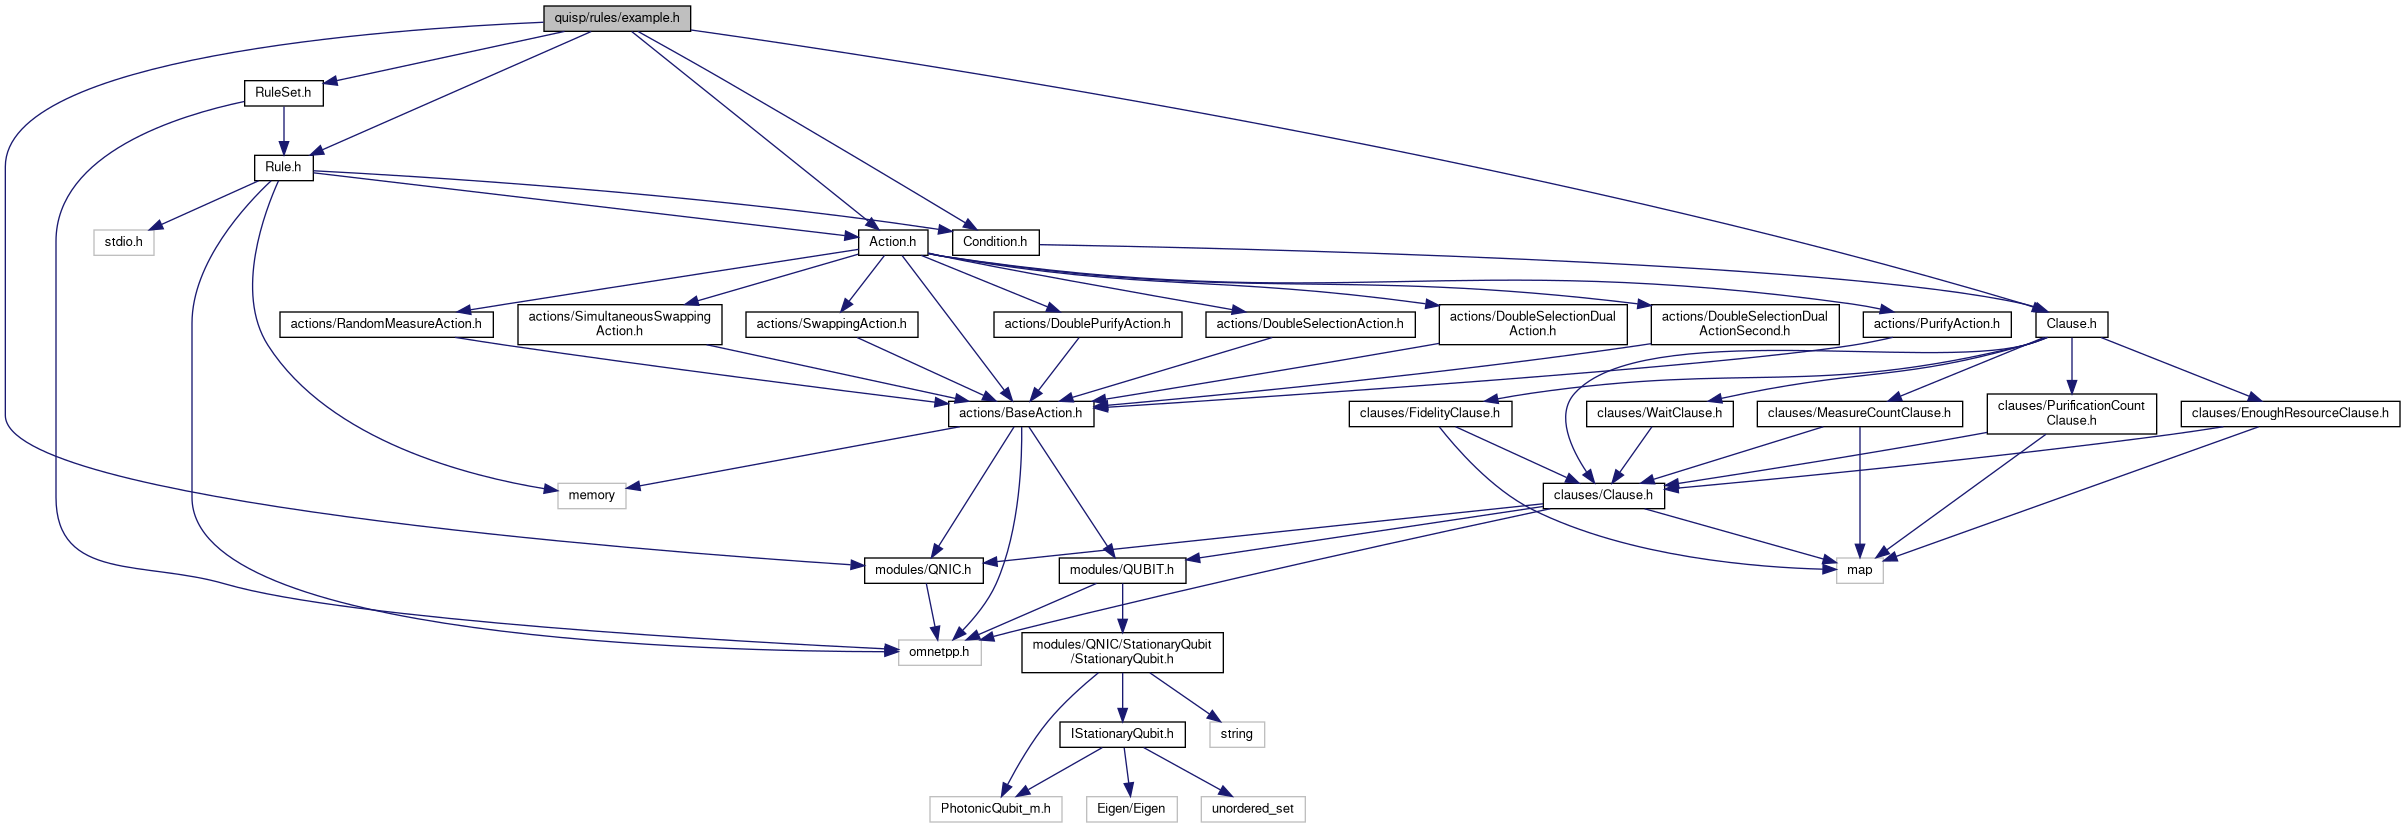 quisp/rules/example.h
RuleSet.h
Rule.h
stdio.h
Action.h
Condition.h
actions/RandomMeasureAction.h
actions/SimultaneousSwapping
Action.h
actions/SwappingAction.h
actions/DoublePurifyAction.h
actions/DoubleSelectionAction.h
actions/DoubleSelectionDual
Action.h
actions/DoubleSelectionDual
ActionSecond.h
actions/PurifyAction.h
Clause.h
actions/BaseAction.h
clauses/FidelityClause.h
clauses/WaitClause.h
clauses/MeasureCountClause.h
clauses/PurificationCount
Clause.h
clauses/EnoughResourceClause.h
memory
clauses/Clause.h
modules/QNIC.h
modules/QUBIT.h
map
omnetpp.h
modules/QNIC/StationaryQubit
/StationaryQubit.h
IStationaryQubit.h
string
PhotonicQubit_m.h
Eigen/Eigen
unordered_set